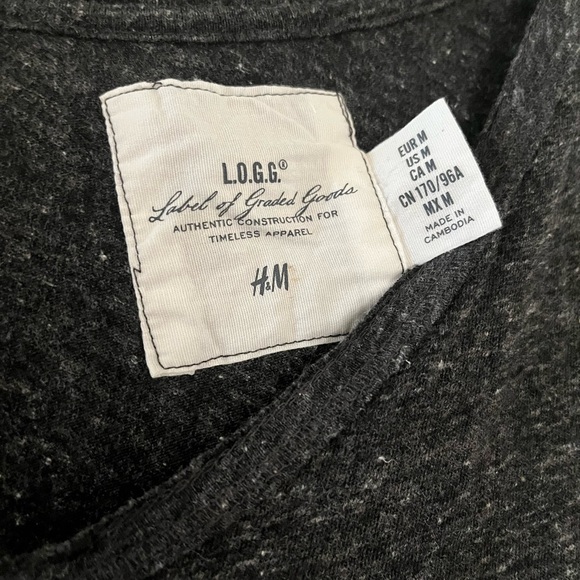 L.O.G.G.®
Label of Graded Goods
AUTHENTIC CONSTRUCTION FOR
TIMELESS APPAREL
H&M
EUR M
US M
CA M
CN 170/96A
MX M
MADE IN
CAMBODIA